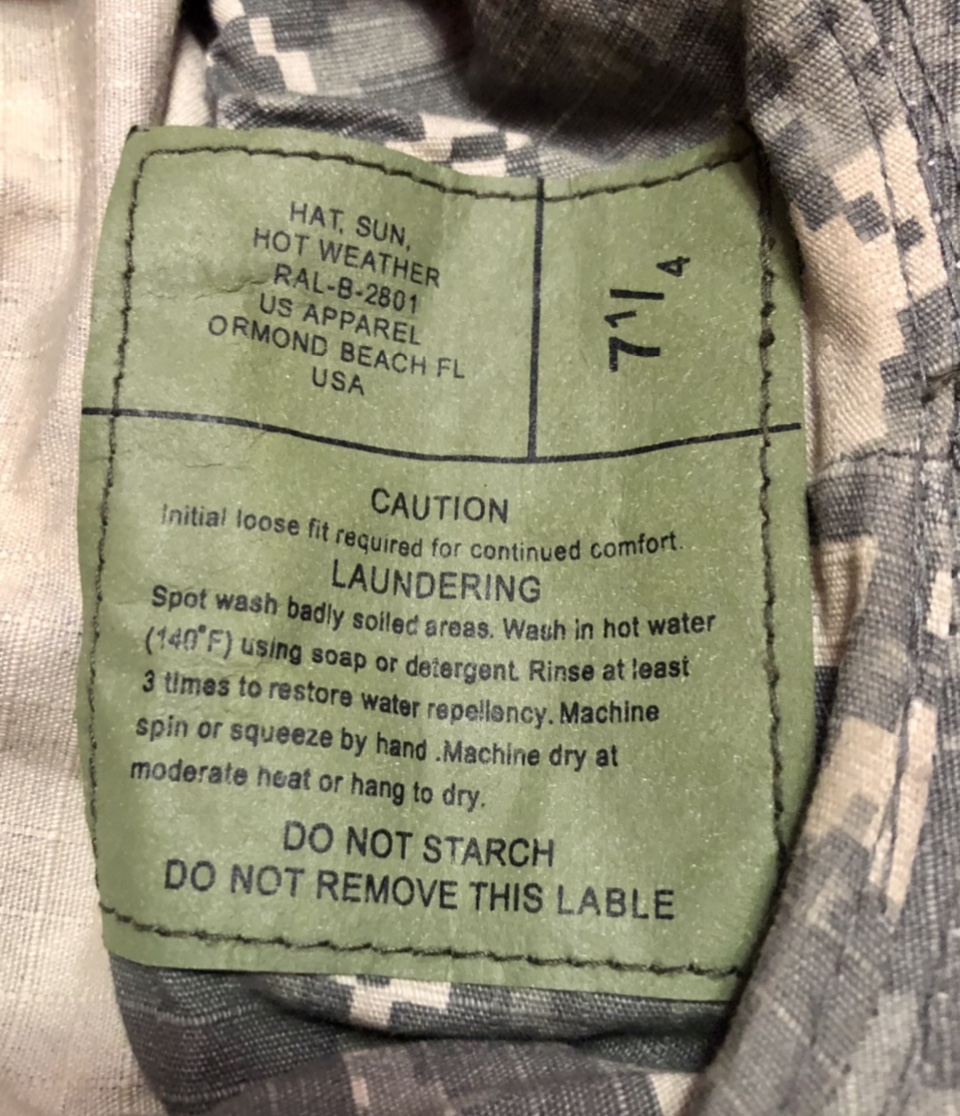 HAT, SUN,
HOT WEATHER
RAL-B-2801
US APPAREL
ORMOND BEACH FL
USA
7 1/4
CAUTION
Initial loose fit required for continued comfort.
LAUNDERING
Spot wash badly soiled areas. Wash in hot water
(140°F) using soap or detergent. Rinse at least
3 times to restore water repellency. Machine
spin or squeeze by hand .Machine dry at
moderate heat or hang to dry.
DO NOT STARCH
DO NOT REMOVE THIS LABLE